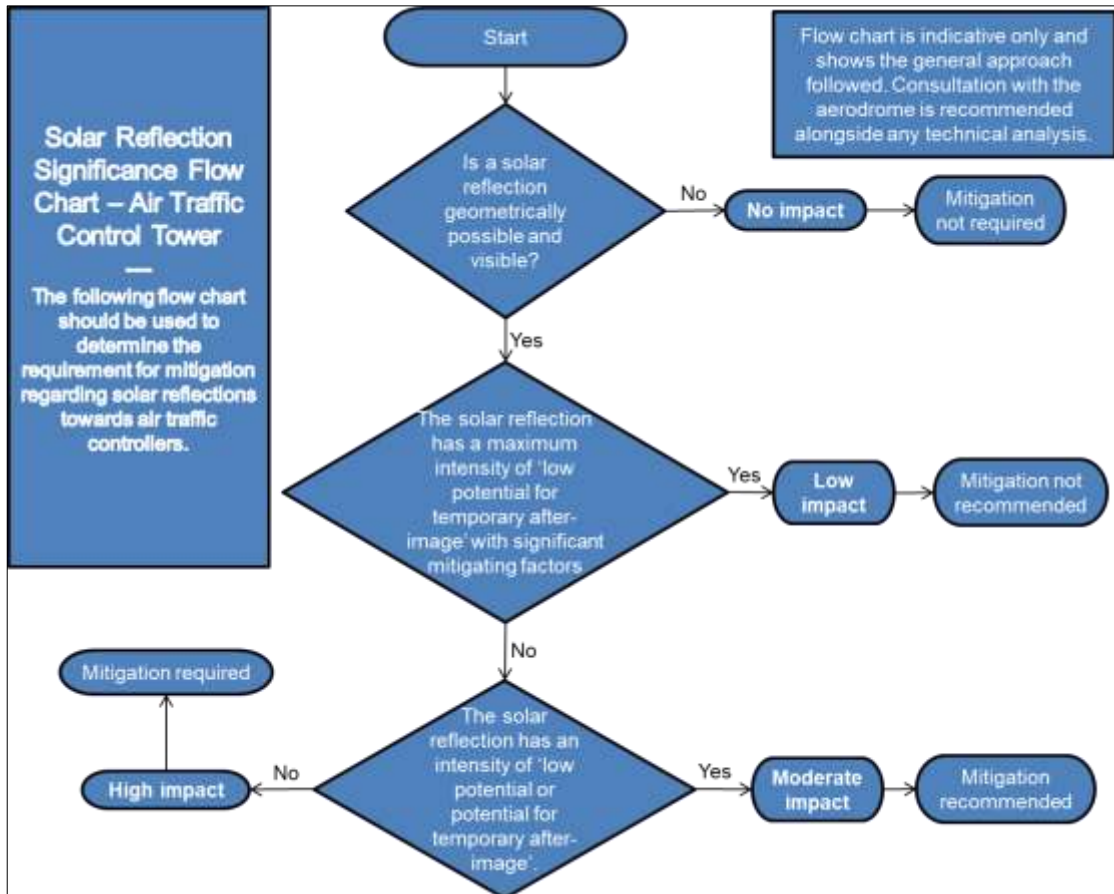 Start
Flow chart is indicative only and
shows the general approach
followed. Consultation with the
aerodrome is recommended
alongside any technical analysis.
Solar Reflection
Significance Flow
Chart – Air Traffic
Control Tower
—
The following flow chart
should be used to
determine the
requirement for mitigation
regarding solar reflections
towards air traffic
controllers.
Is a solar
reflection
geometrically
possible and
visible?
No
No impact
Mitigation
not required
Yes
The solar reflection
has a maximum
intensity of ‘low
potential for
temporary after-
image’ with significant
mitigating factors
Yes
Low
impact
Mitigation not
recommended
No
Mitigation required
The solar
reflection has an
intensity of ‘low
potential or
potential for
temporary after-
image‘.
No
High impact
Yes
Moderate
impact
Mitigation
recommended